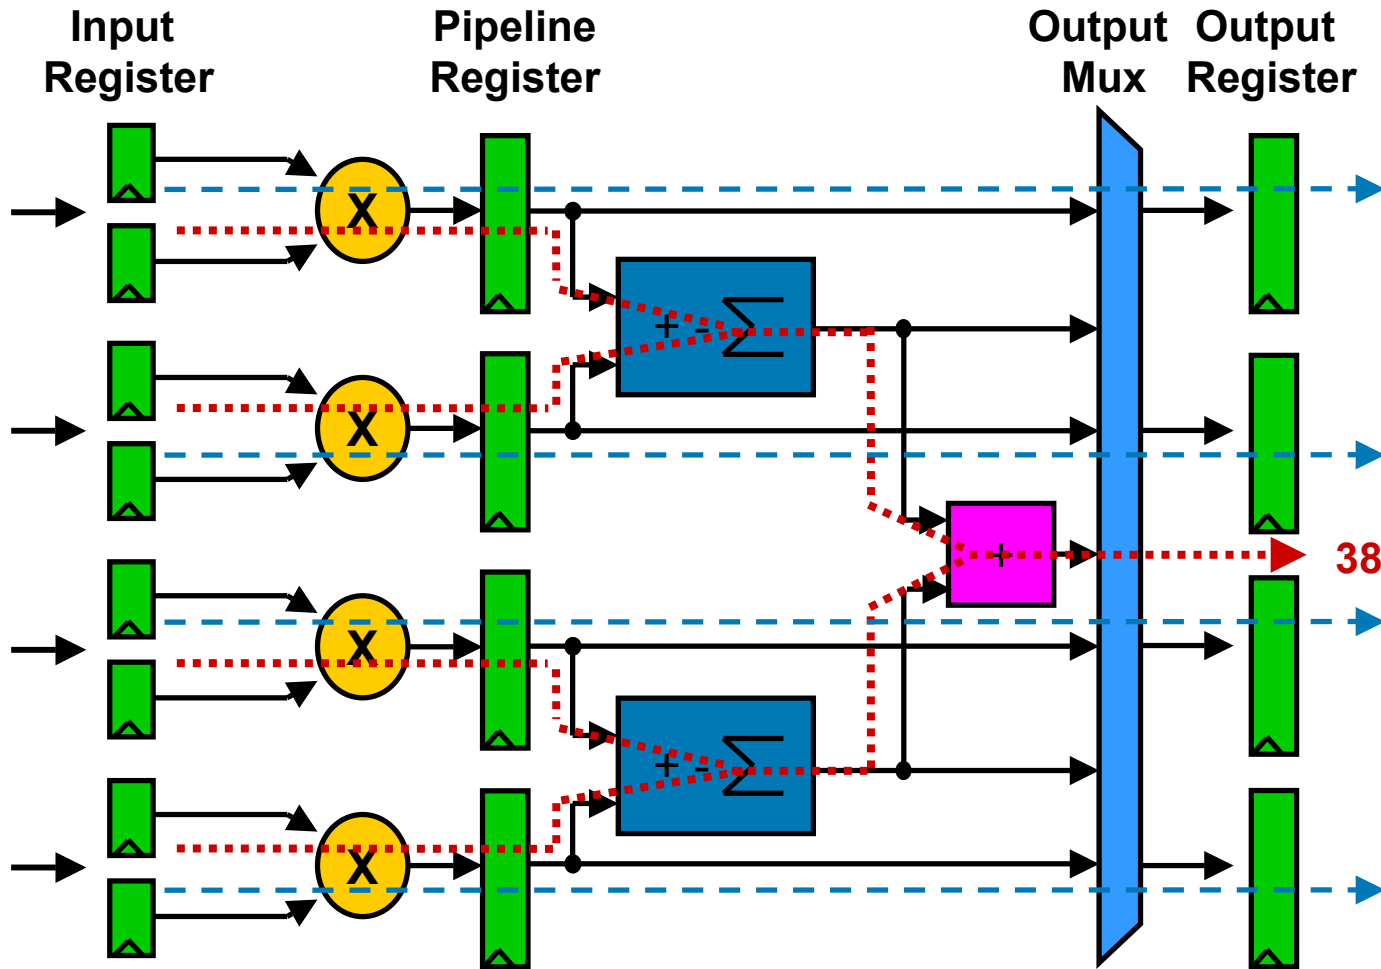 Input
Register
Pipeline
Register
Output
Mux
Output
Register
X
+ - Σ
X
+
38
X
+ - Σ
X